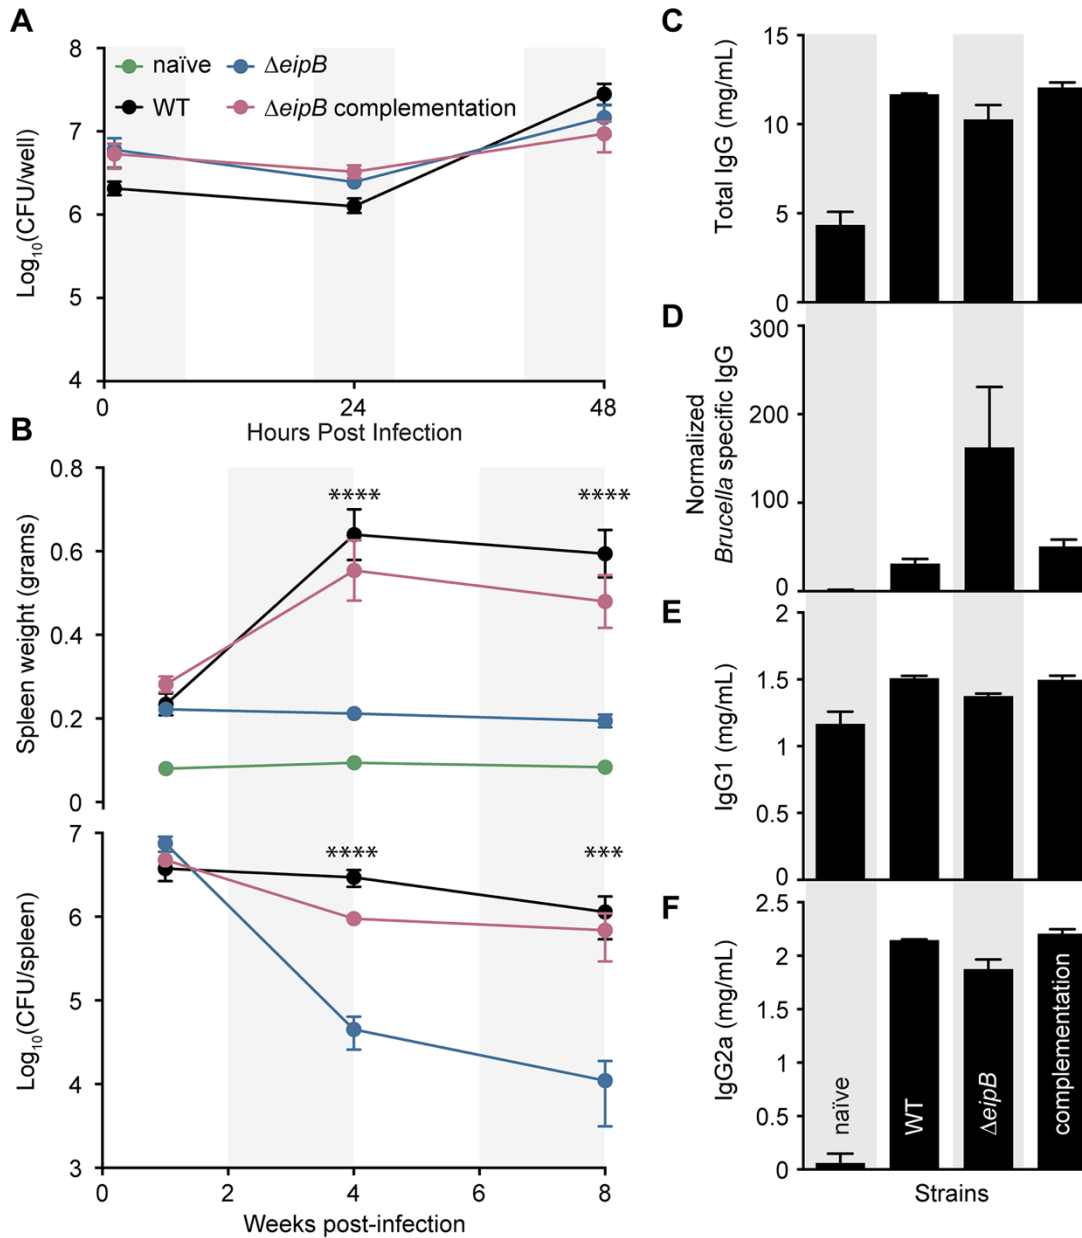 A
8
7
6
5
4
Log10(CFU/well)
naïve
ΔeipB
WT
ΔeipB complementation
0
24
48
Hours Post Infection
B
0.8
0.6
0.4
0.2
0
Spleen weight (grams)
****
****
7
6
5
4
3
Log10(CFU/spleen)
****
***
0
2
4
6
8
Weeks post-infection
C
15
10
5
0
Total IgG (mg/mL)
D
300
200
100
0
Normalized
Brucella specific IgG
E
2
1.5
1
0.5
0
IgG1 (mg/mL)
F
2.5
2
1.5
1
0.5
0
IgG2a (mg/mL)
naïve
WT
ΔeipB
complementation
Strains